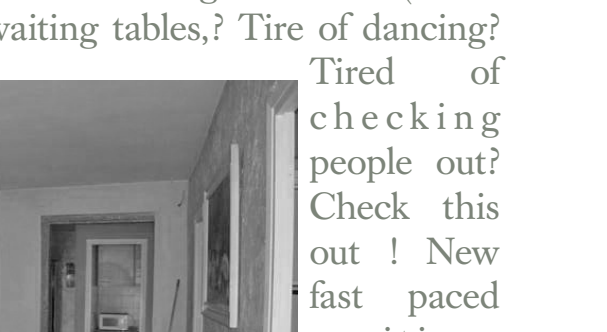 waiting tables,? Tire of dancing?
Tired of
checking
people out?
Check this
out ! New
fast paced